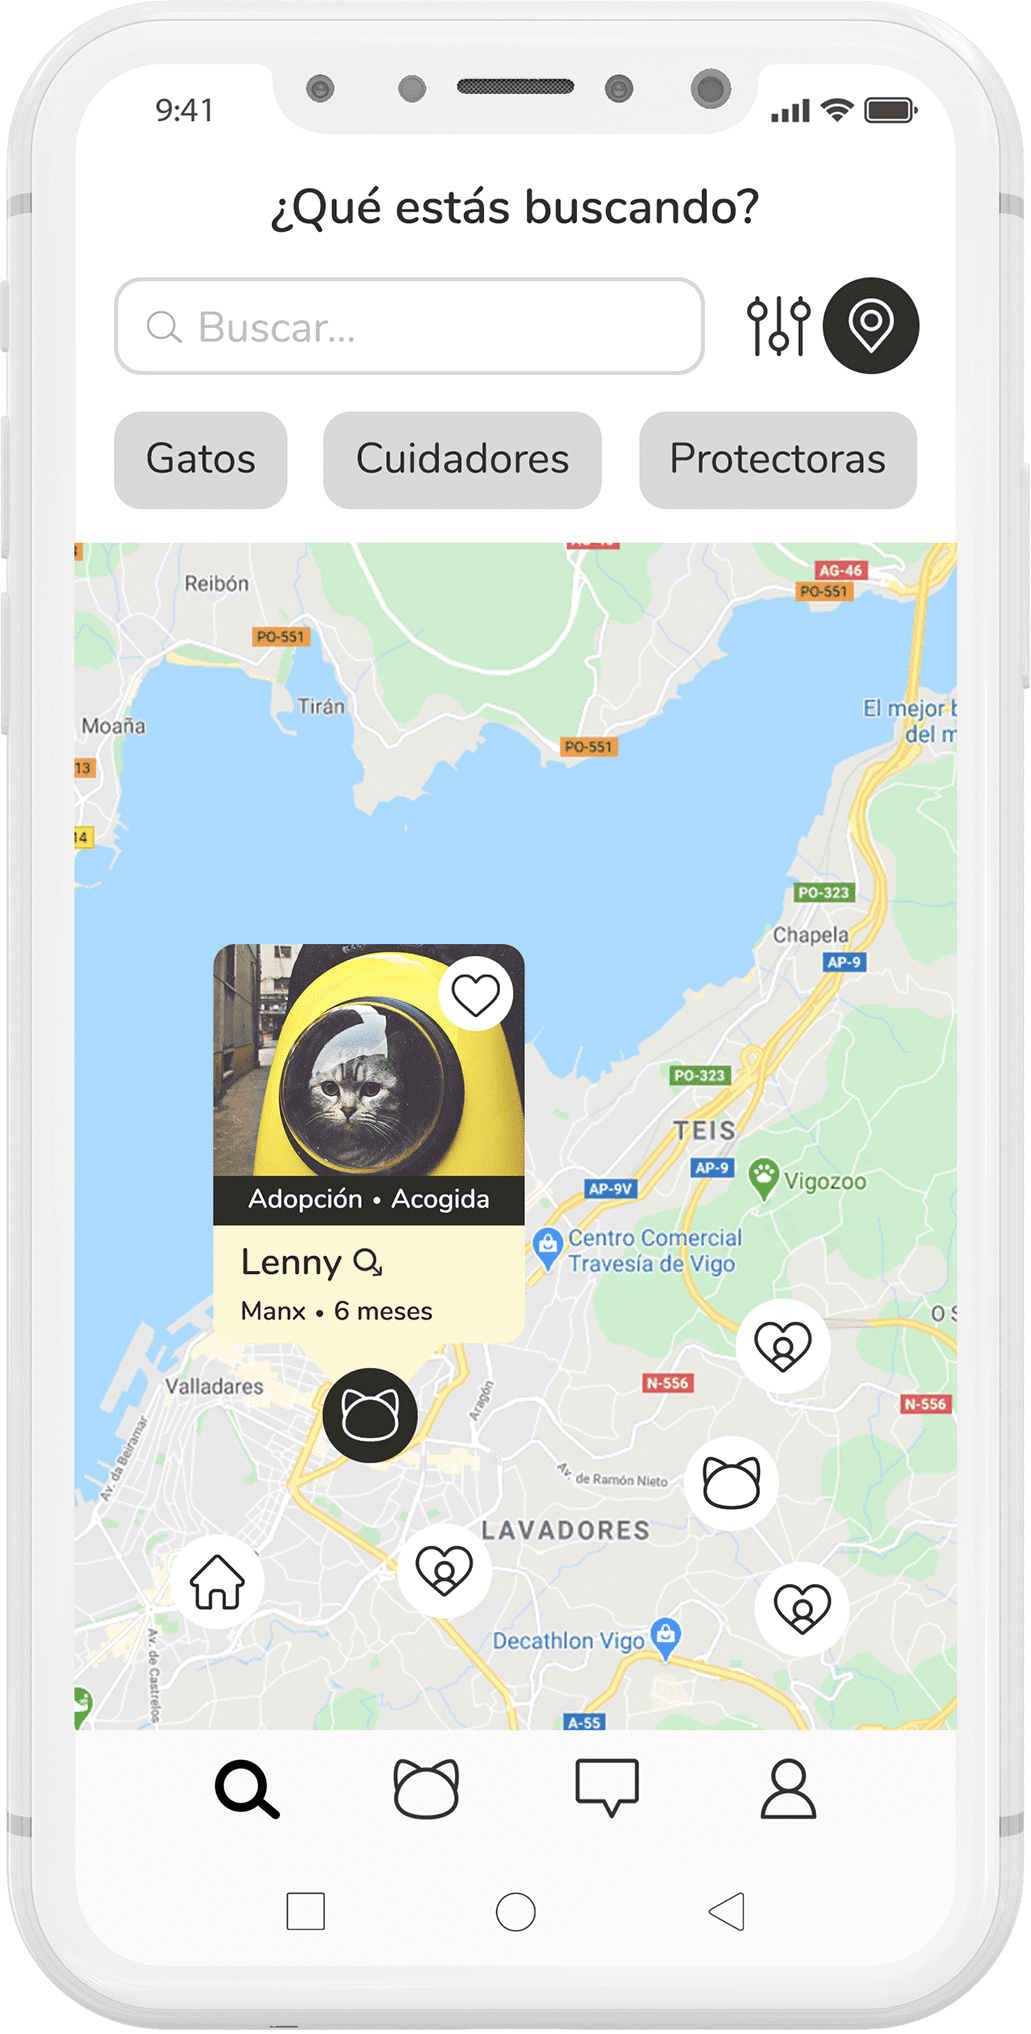 9:41
¿Qué estás buscando?
Buscar...
Gatos
Cuidadores
Protectoras
AG-46
PO-551
Reibón
PO-551
Tirán
Moaña
El mejor
del m
PO-551
13
14
PO-323
Chapela
AP-9
PO-323
TEIS
AP-9
Vigozoo
AP-9V
Adopción • Acogida
Centro Comercial
Travesía de Vigo
Lenny
Manx • 6 meses
O S
N-556
Valladares
Aragón
N-556
Av. da Beiramar
Av. de Ramón Nieto
LAVADORES
Decathlon Vigo
Av. de Castrelos
A-55